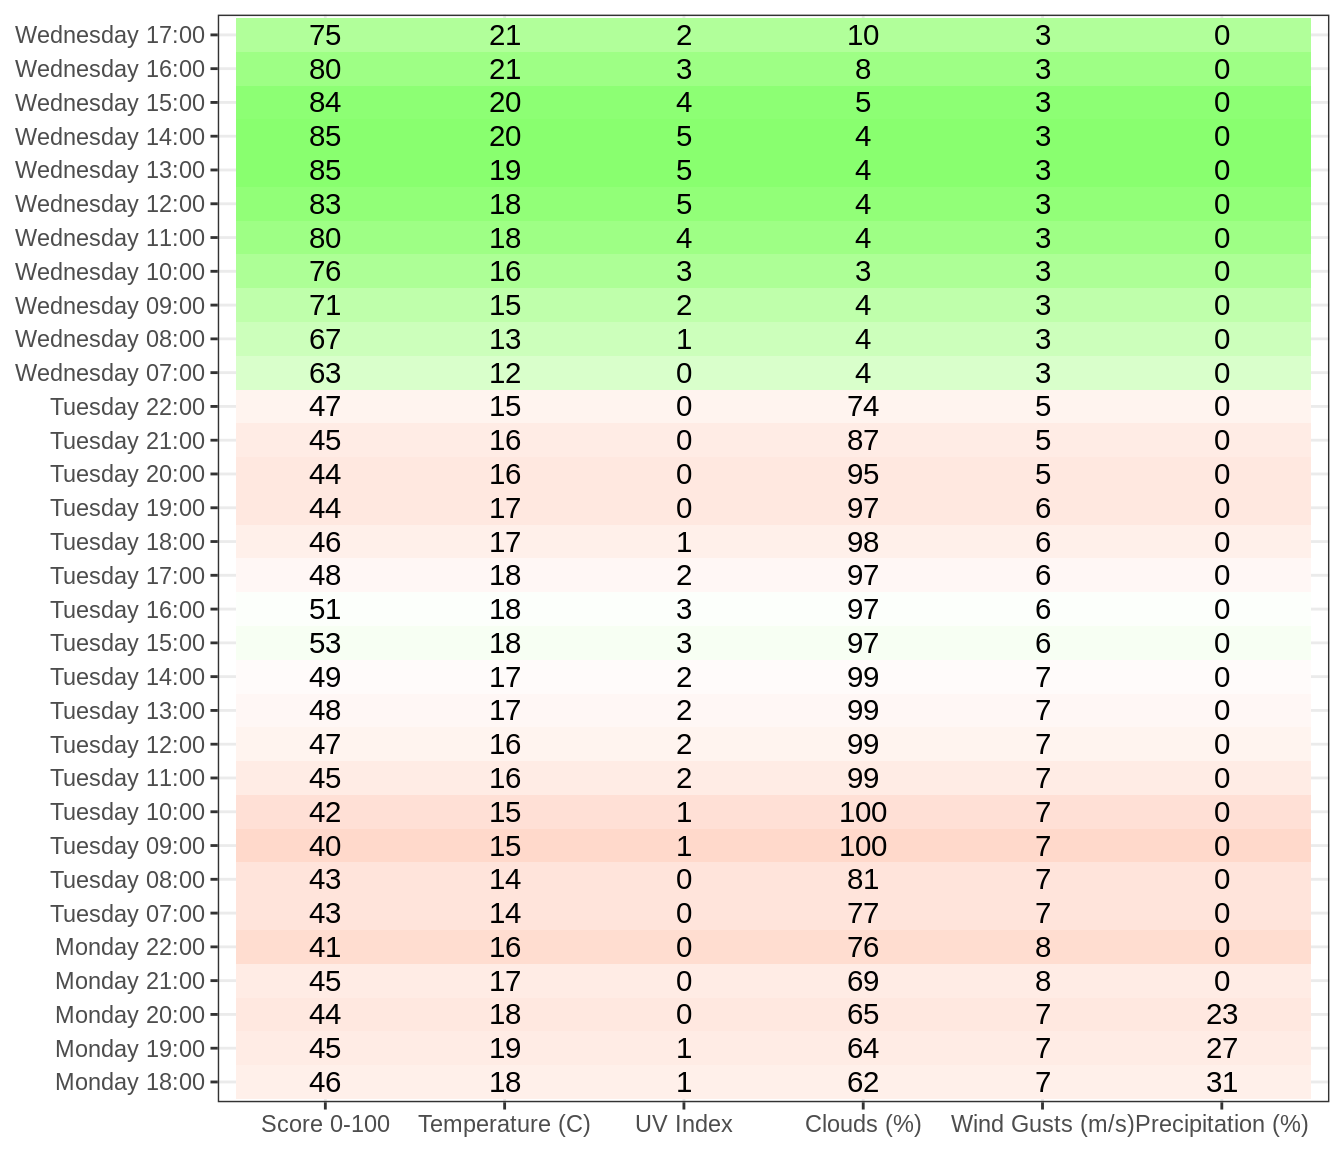 Wednesday 17:00 75 21 2 10 3 0
Wednesday 16:00 80 21 3 8 3 0
Wednesday 15:00 84 20 4 5 3 0
Wednesday 14:00 85 20 5 4 3 0
Wednesday 13:00 85 19 5 4 3 0
Wednesday 12:00 83 18 5 4 3 0
Wednesday 11:00 80 18 4 4 3 0
Wednesday 10:00 76 16 3 3 3 0
Wednesday 09:00 71 15 2 4 3 0
Wednesday 08:00 67 13 1 4 3 0
Wednesday 07:00 63 12 0 4 3 0
Tuesday 22:00 47 15 0 74 5 0
Tuesday 21:00 45 16 0 87 5 0
Tuesday 20:00 44 16 0 95 5 0
Tuesday 19:00 44 17 0 97 6 0
Tuesday 18:00 46 17 1 98 6 0
Tuesday 17:00 48 18 2 97 6 0
Tuesday 16:00 51 18 3 97 6 0
Tuesday 15:00 53 18 3 97 6 0
Tuesday 14:00 49 17 2 99 7 0
Tuesday 13:00 48 17 2 99 7 0
Tuesday 12:00 47 16 2 99 7 0
Tuesday 11:00 45 16 2 99 7 0
Tuesday 10:00 42 15 1 100 7 0
Tuesday 09:00 40 15 1 100 7 0
Tuesday 08:00 43 14 0 81 7 0
Tuesday 07:00 43 14 0 77 7 0
Monday 22:00 41 16 0 76 8 0
Monday 21:00 45 17 0 69 8 0
Monday 20:00 44 18 0 65 7 23
Monday 19:00 45 19 1 64 7 27
Monday 18:00 46 18 1 62 7 31
Score 0-100 Temperature (C) UV Index Clouds (%) Wind Gusts (m/s) Precipitation (%)